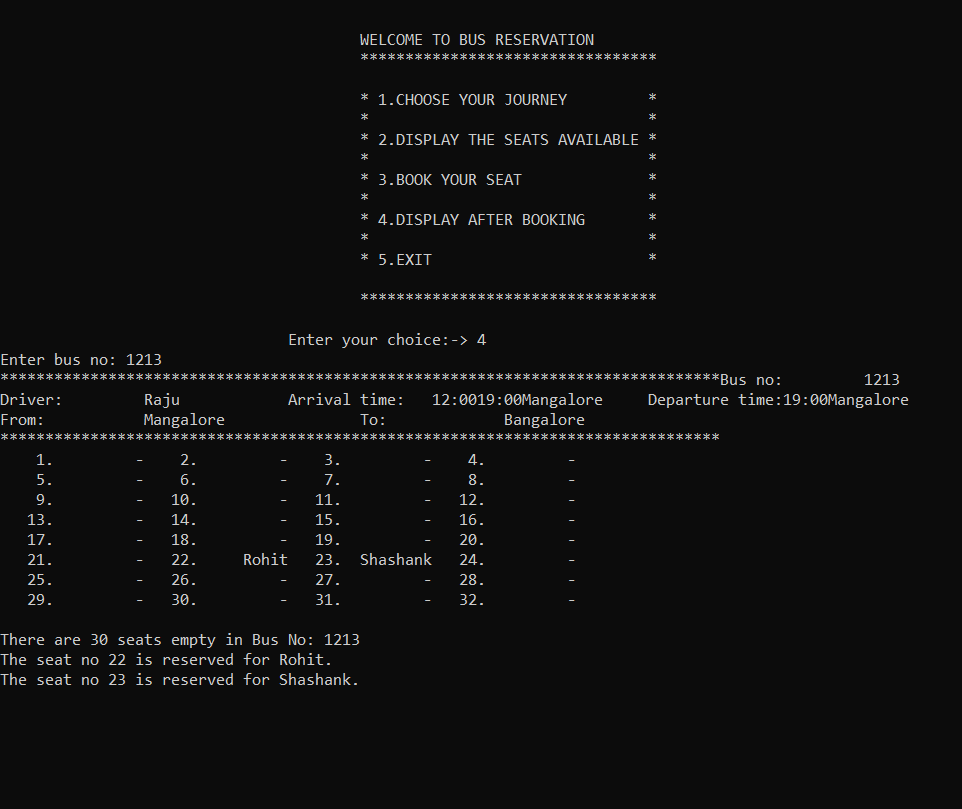 WELCOME TO BUS RESERVATION
*********************************
* 1.CHOOSE YOUR JOURNEY         *
*                               *
* 2.DISPLAY THE SEATS AVAILABLE *
*                               *
* 3.BOOK YOUR SEAT              *
*                               *
* 4.DISPLAY AFTER BOOKING       *
*                               *
* 5.EXIT                        *
*********************************
Enter your choice:-> 4
Enter bus no: 1213
********************************************************************************Bus no:         1213
Driver:         Raju            Arrival time:   12:0019:00Mangalore     Departure time:19:00Mangalore
From:           Mangalore               To:             Bangalore
********************************************************************************
    1.         -    2.         -    3.         -    4.         -
    5.         -    6.         -    7.         -    8.         -
    9.         -   10.         -   11.         -   12.         -
   13.         -   14.         -   15.         -   16.         -
   17.         -   18.         -   19.         -   20.         -
   21.         -   22.     Rohit   23.  Shashank   24.         -
   25.         -   26.         -   27.         -   28.         -
   29.         -   30.         -   31.         -   32.         -
There are 30 seats empty in Bus No: 1213
The seat no 22 is reserved for Rohit.
The seat no 23 is reserved for Shashank.